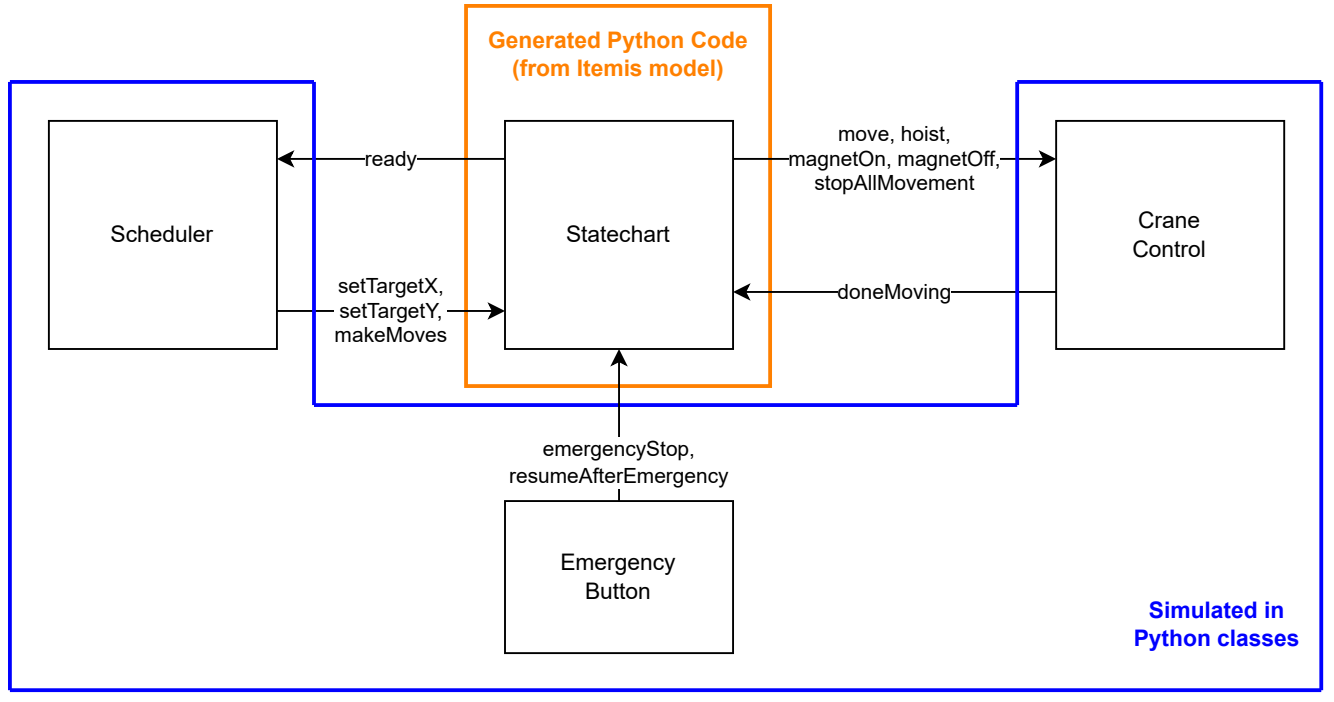 Generated Python Code
(from Itemis model)
Scheduler
ready
setTargetX,
setTargetY,
makeMoves
Statechart
move, hoist,
magnetOn, magnetOff,
stopAllMovement
doneMoving
Crane
Control
emergencyStop,
resumeAfterEmergency
Emergency
Button
Simulated in
Python classes